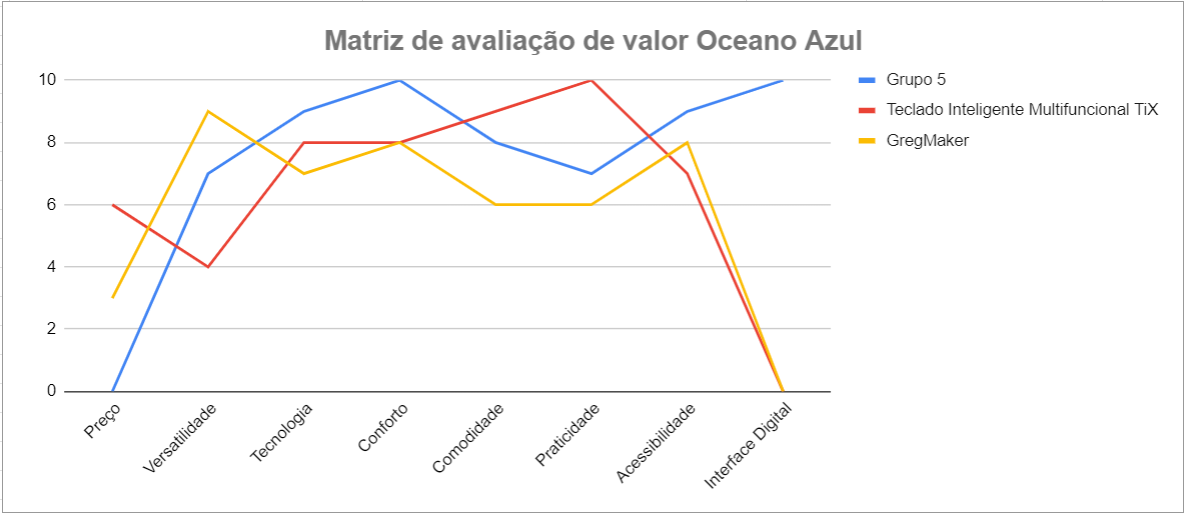 Matriz de avaliação de valor Oceano Azul
10
8
6
4
2
0
Preço
Versatilidade
Tecnologia
Conforto
Comodidade
Praticidade
Acessibilidade
Interface Digital
Grupo 5
Teclado Inteligente Multifuncional TiX
GregMaker